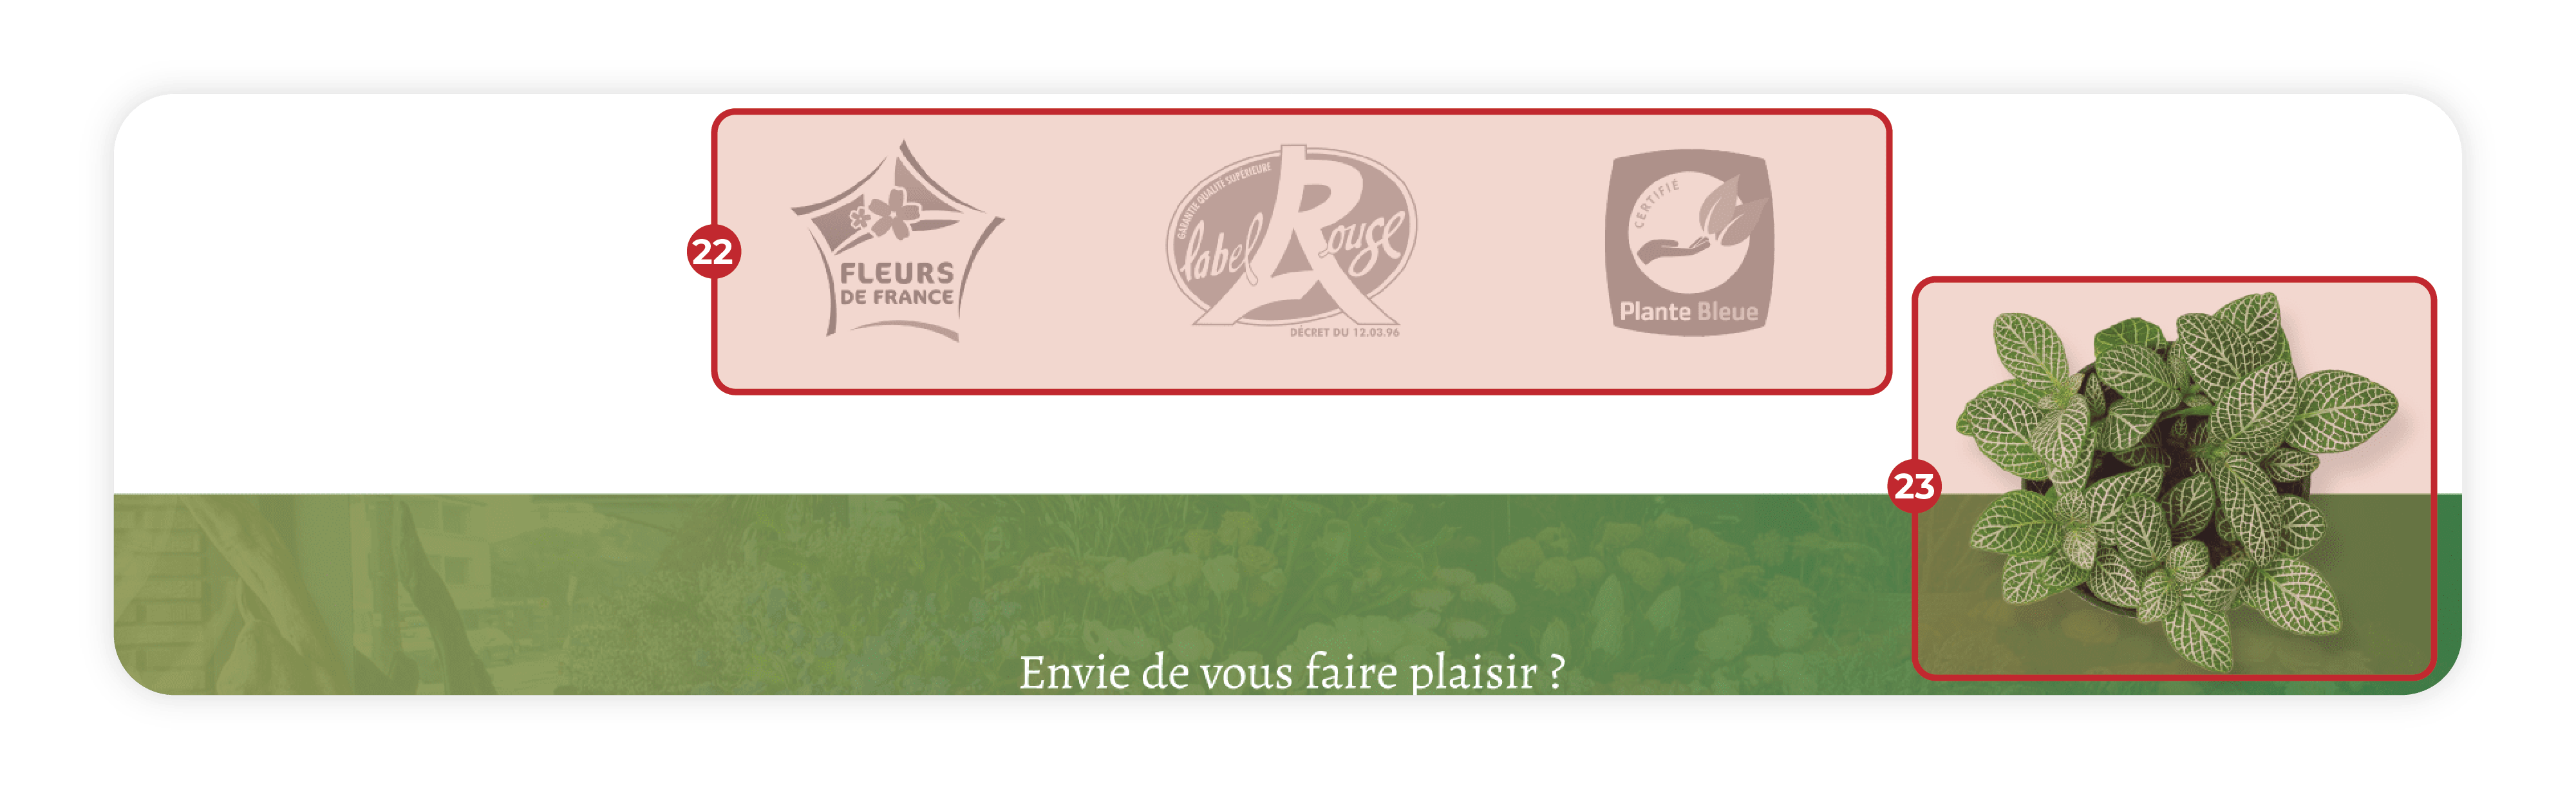 22
FLEURS
DE FRANCE
GARANTIE QUALITÉ SUPÉRIEURE
label Rouge
DÉCRET DU 12.03.96
CERTIFIÉ
Plante Bleue
23
Envie de vous faire plaisir ?